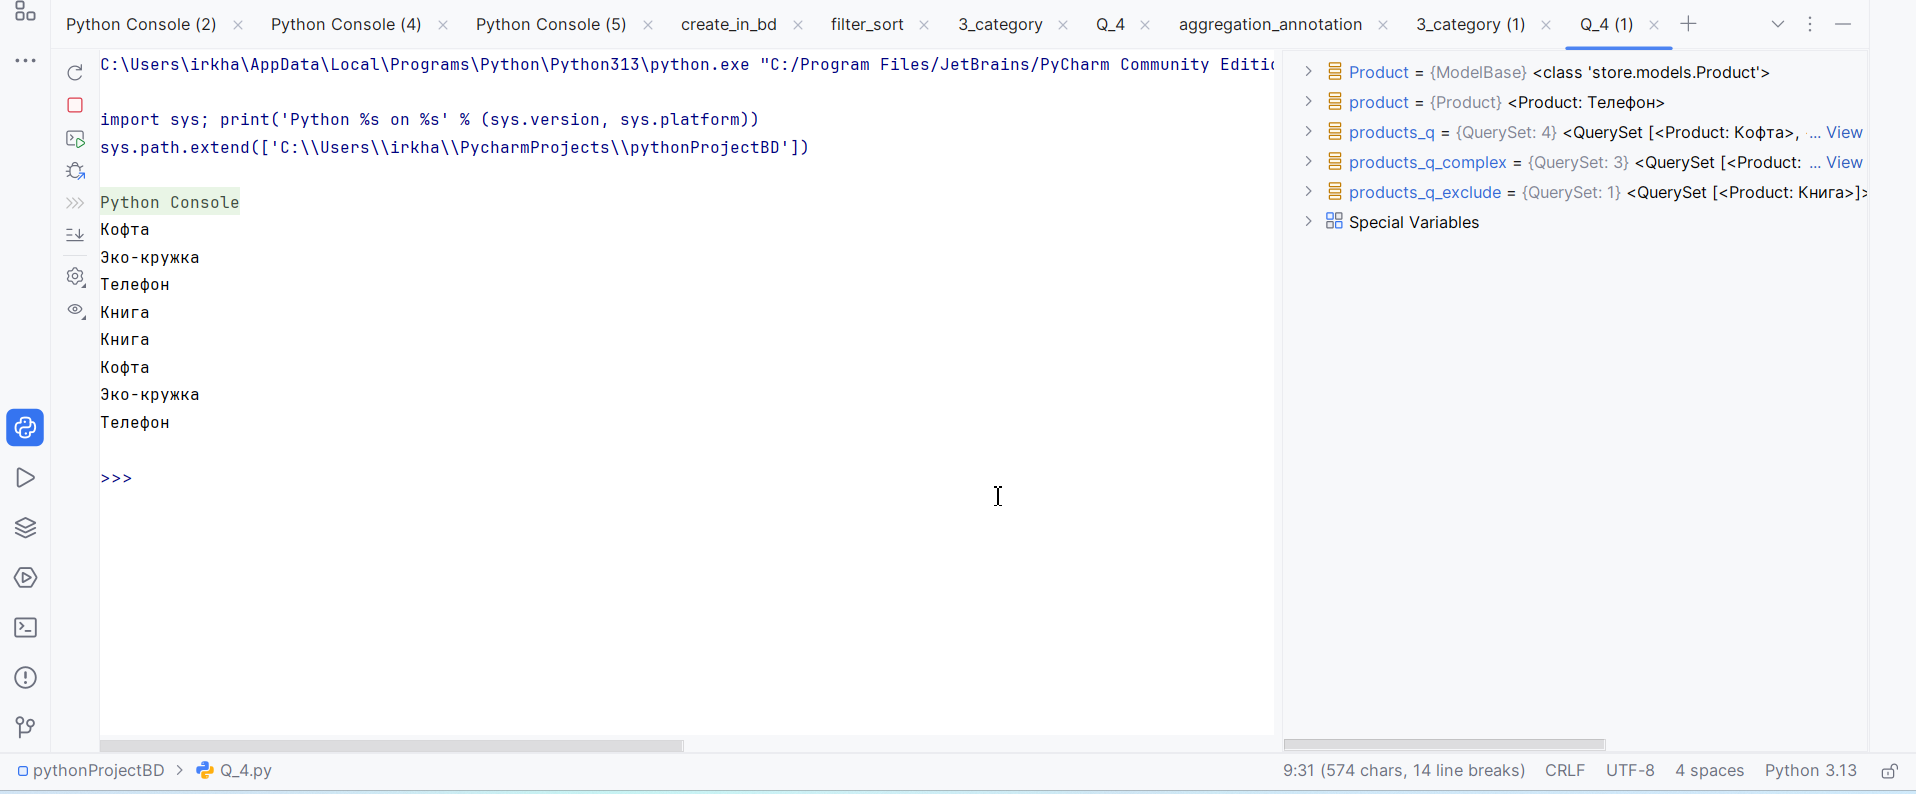 Python Console (2) Python Console (4) Python Console (5) create_in_bd filter_sort 3_category Q_4 aggregation_annotation 3_category (1) Q_4 (1)
C:\Users\irkha\AppData\Local\Programs\Python\Python313\python.exe "C:/Program Files/JetBrains/PyCharm Community Editio
import sys; print('Python %s on %s' % (sys.version, sys.platform))
sys.path.extend(['C:\\Users\\irkha\\PycharmProjects\\pythonProjectBD'])
Python Console
Кофта
Эко-кружка
Телефон
Книга
Книга
Кофта
Эко-кружка
Телефон
>>>
Product = {ModelBase} <class 'store.models.Product'>
product = {Product} <Product: Телефон>
products_q = {QuerySet: 4} <QuerySet [<Product: Кофта>, ... View
products_q_complex = {QuerySet: 3} <QuerySet [<Product: ... View
products_q_exclude = {QuerySet: 1} <QuerySet [<Product: Книга>]>
Special Variables
pythonProjectBD > Q_4.py
9:31 (574 chars, 14 line breaks) CRLF UTF-8 4 spaces Python 3.13